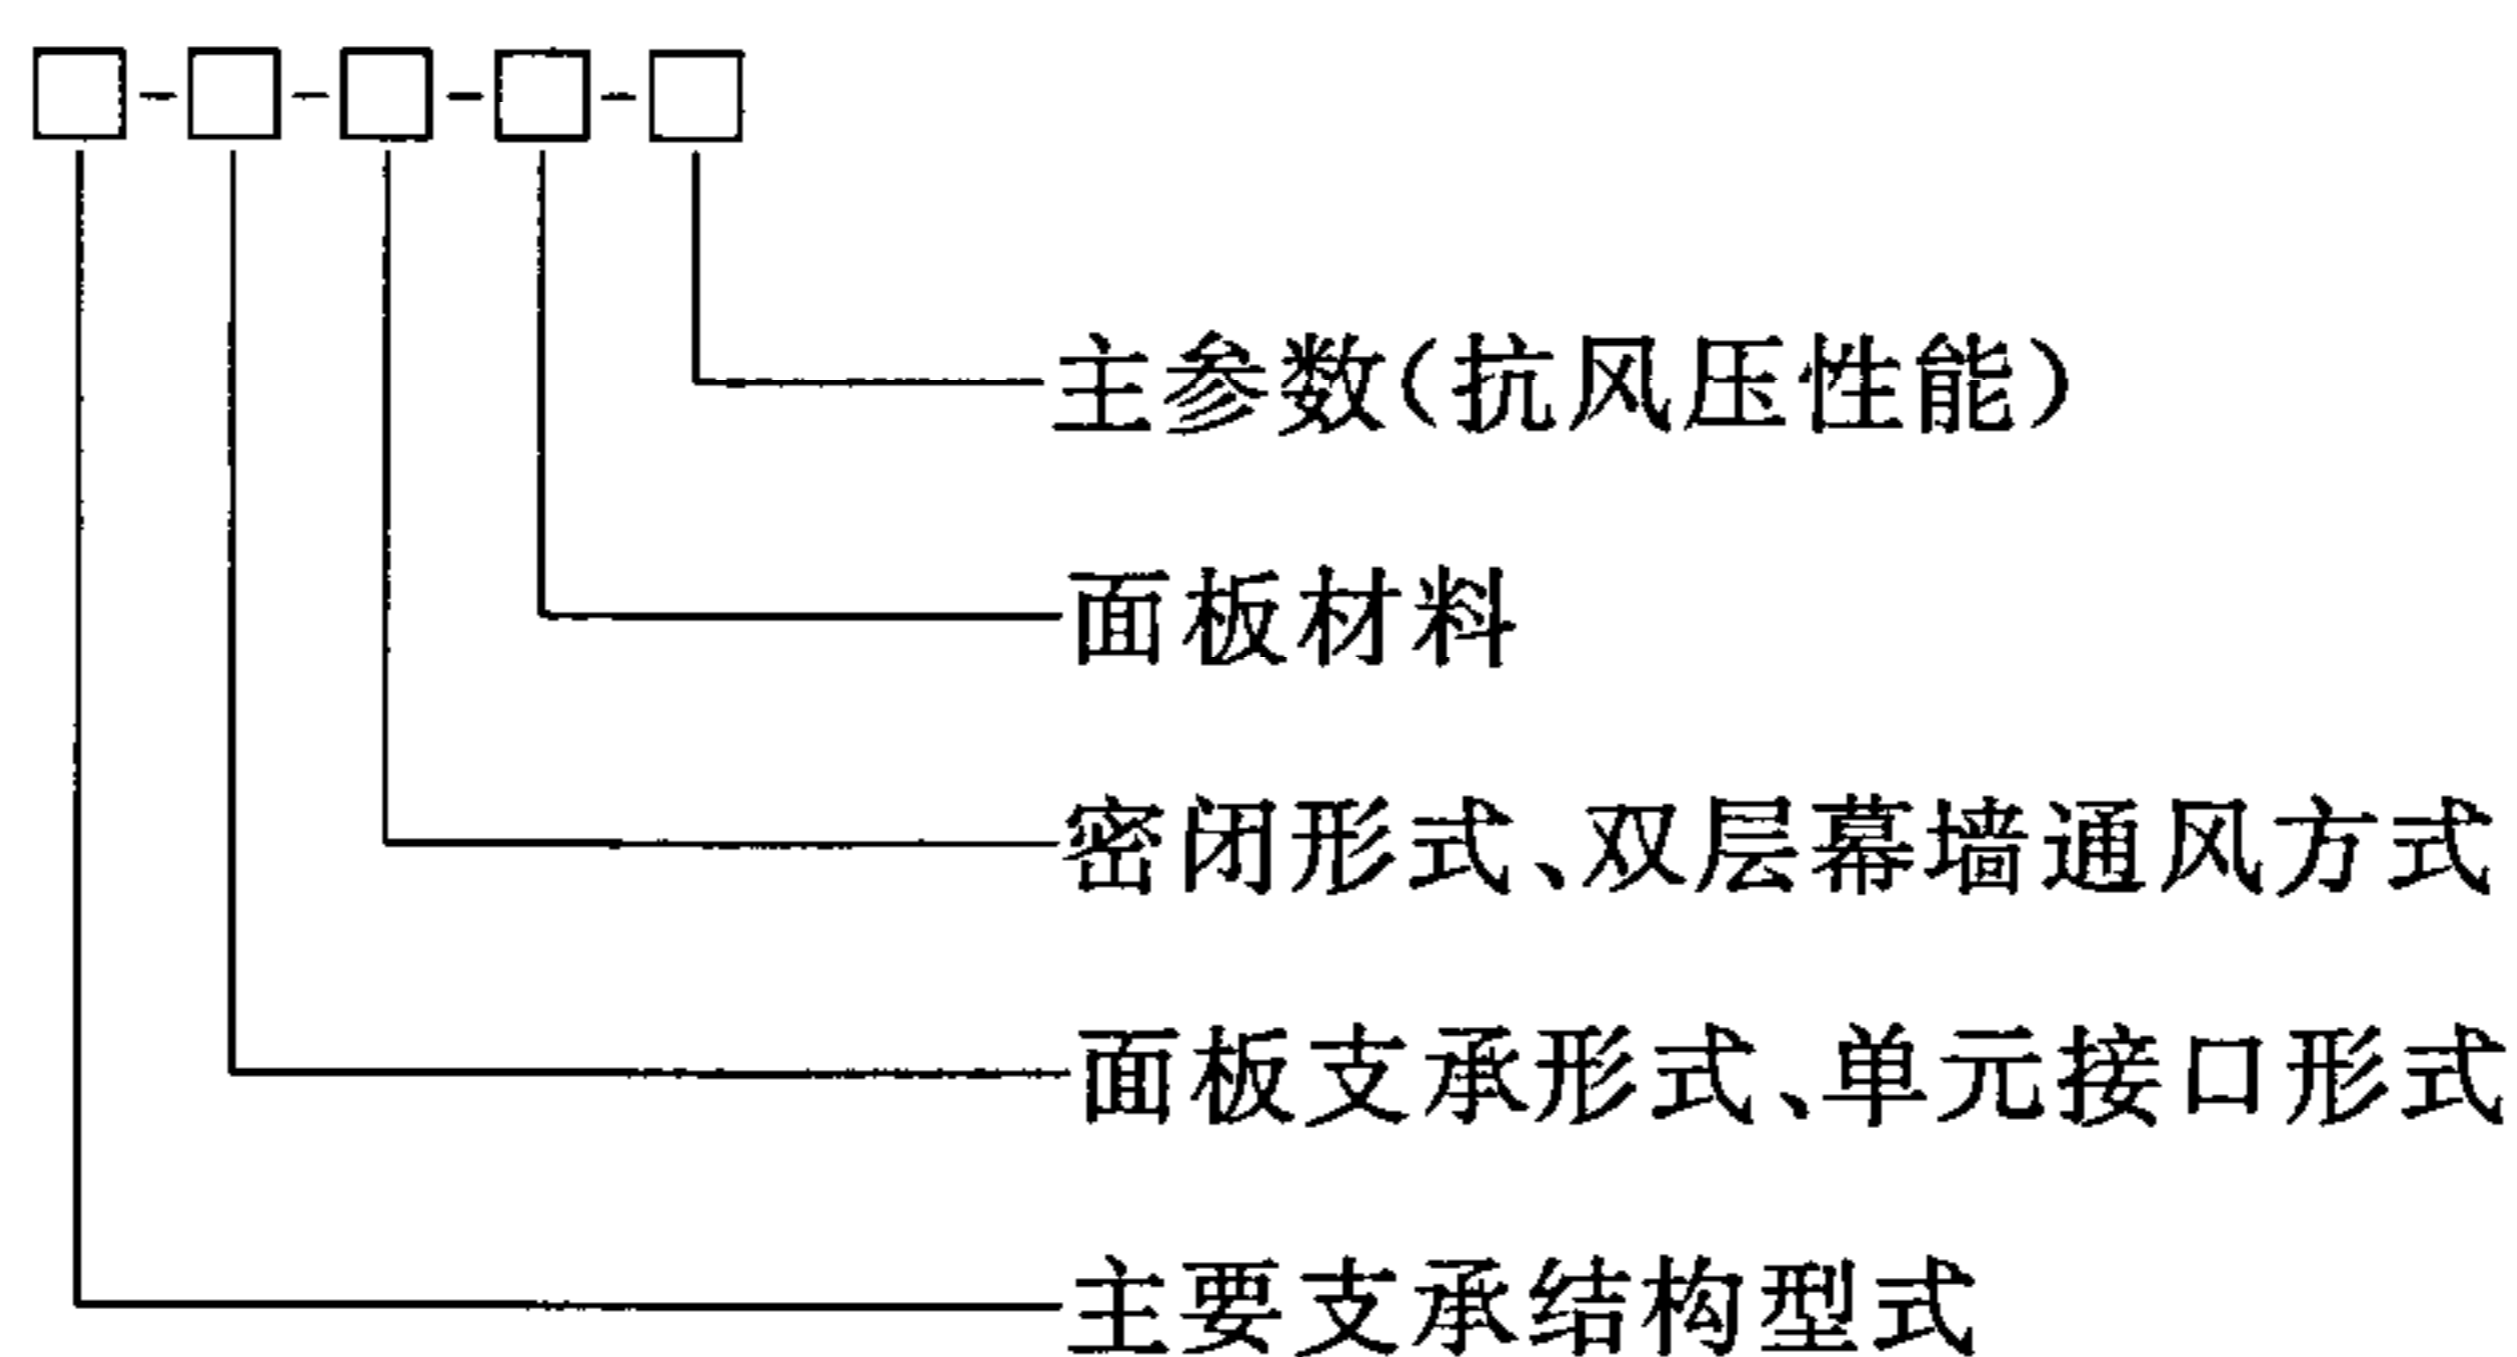 □-□-□-□-□
主参数(抗风压性能)
面板材料
密闭形式、双层幕墙通风方式
面板支承形式、单元接口形式
主要支承结构型式